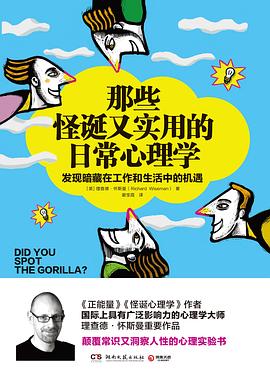 那些
怪诞又实用的
日常心理学
发现暗藏在工作和生活中的机遇
[英]理查德·怀斯曼(Richard Wiseman) 著
DID YOU
SPOT
THE GORILLA?
《正能量》《怪诞心理学》作者
国际上具有广泛影响力的心理学大师
理查德·怀斯曼重要作品
颠覆常识又洞察人性的心理实验书
湖南文艺出版社